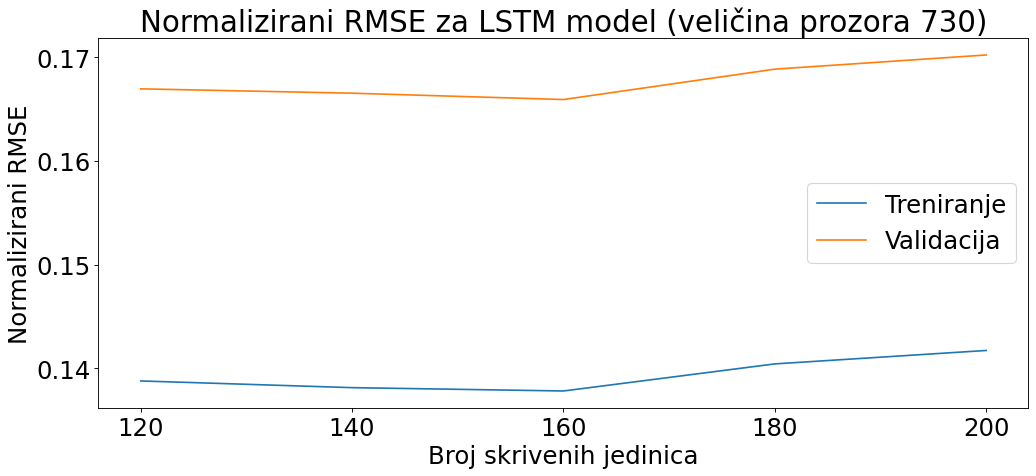 Normalizirani RMSE za LSTM model (veličina prozora 730)
Normalizirani RMSE
0.17
0.16
0.15
0.14
Treniranje
Validacija
120 140 160 180 200
Broj skrivenih jedinica